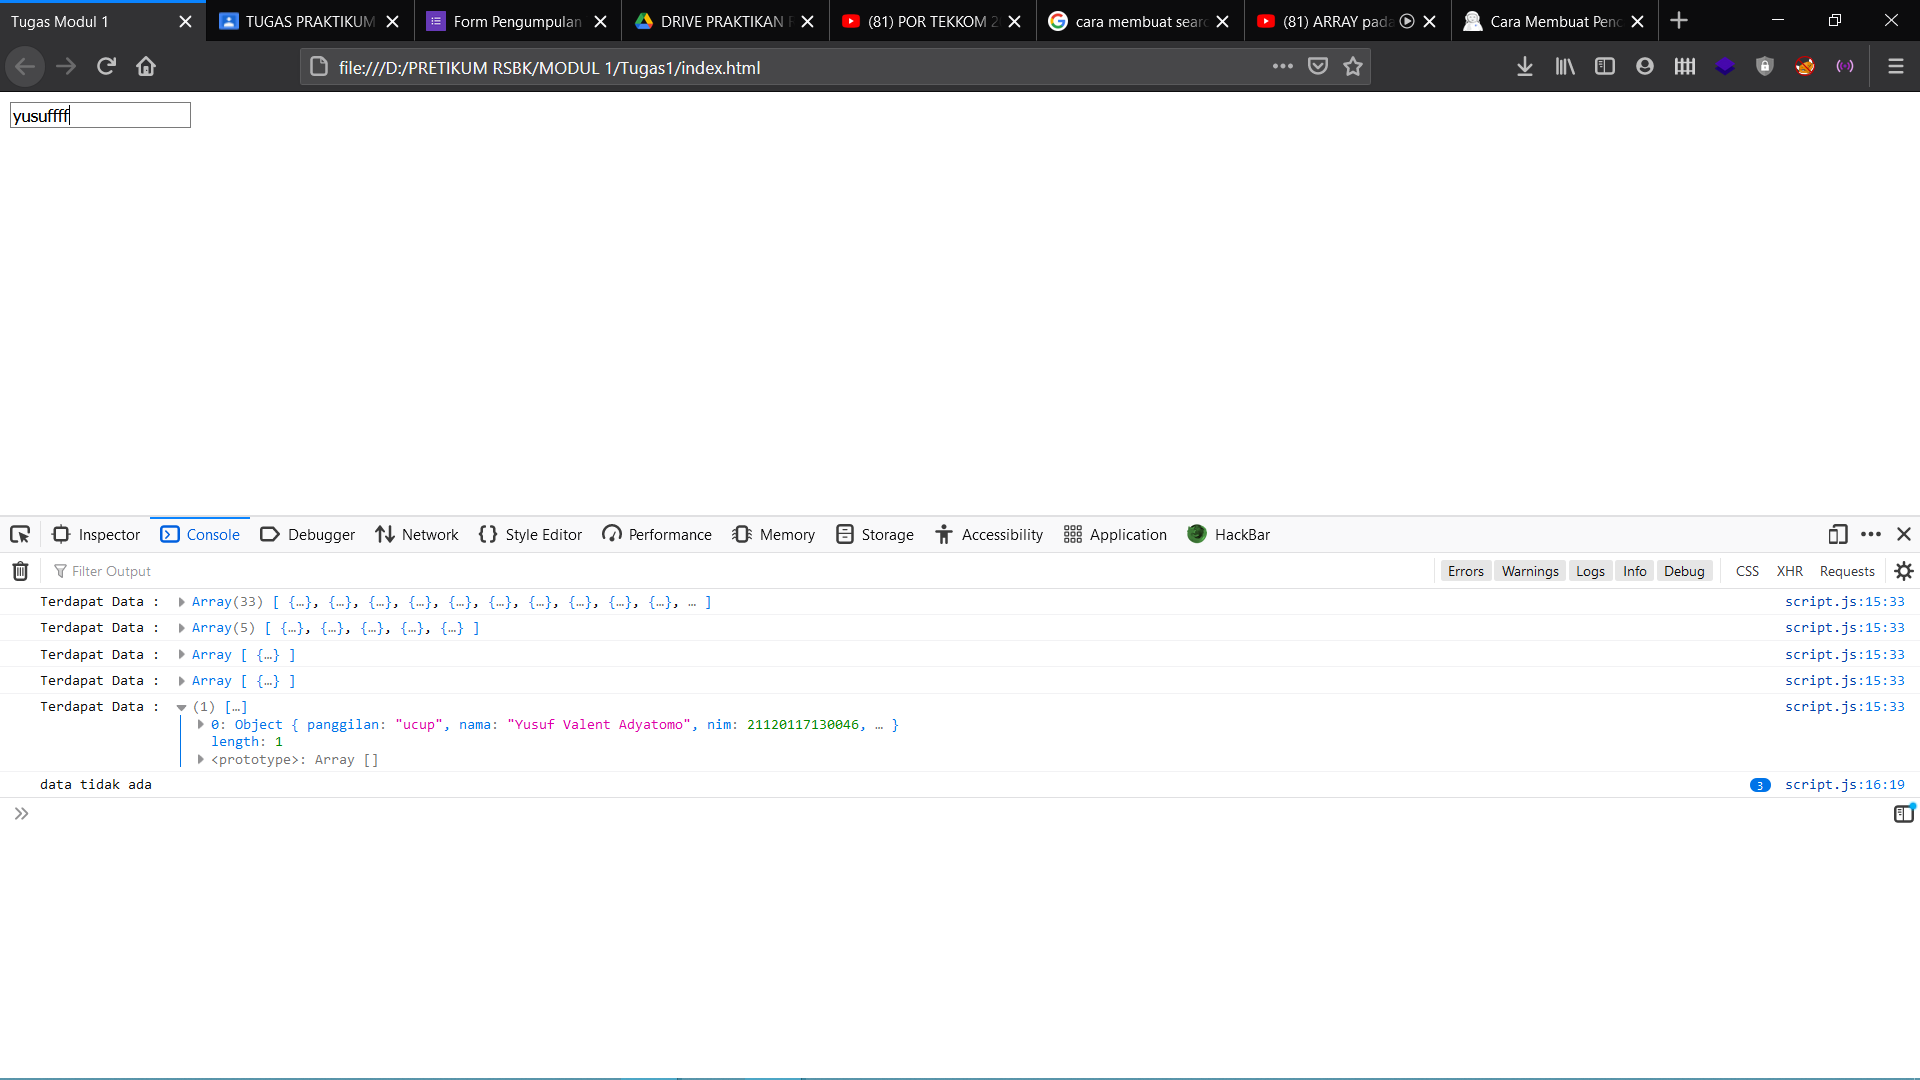 Tugas Modul 1
TUGAS PRAKTIKUM
Form Pengumpulan
DRIVE PRAKTIKAN R
(81) POR TEKKOM 2
cara membuat sear
(81) ARRAY pada
Cara Membuat Penc
file:///D:/PRETIKUM RSBK/MODUL 1/Tugas1/index.html
yusuffff
Inspector Console Debugger Network Style Editor Performance Memory Storage Accessibility Application HackBar
Filter Output Errors Warnings Logs Info Debug CSS XHR Requests
Terdapat Data : Array(33) [ {…}, {…}, {…}, {…}, {…}, {…}, {…}, {…}, {…}, {…}, … ] script.js:15:33
Terdapat Data : Array(5) [ {…}, {…}, {…}, {…}, {…} ] script.js:15:33
Terdapat Data : Array [ {…} ] script.js:15:33
Terdapat Data : Array [ {…} ] script.js:15:33
Terdapat Data : (1) […] script.js:15:33
0: Object { panggilan: "ucup", nama: "Yusuf Valent Adyatomo", nim: 21120117130046, … }
length: 1
<prototype>: Array []
data tidak ada 3 script.js:16:19